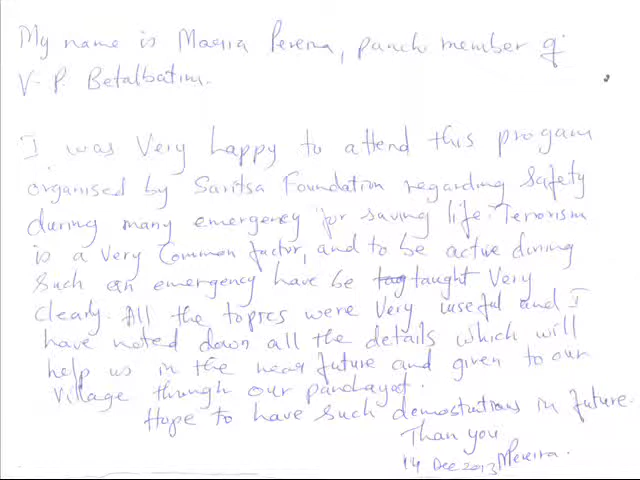 My name is Maria Pereira, panch member of
V.P. Betalbatim.
I was Very happy to attend this progam
organised by Saritsa Foundation regarding safety
during many emergency for saving life. Terrorism
is a very Common factor, and to be active during
such an emergency have be taught Very
clearly. All the topics were very useful and I
have noted down all the details which will
help us in the near future and given to our
village through our panchayat.
Hope to have such demostrations in future.
Than you
14 Dec 2013 MPereira.